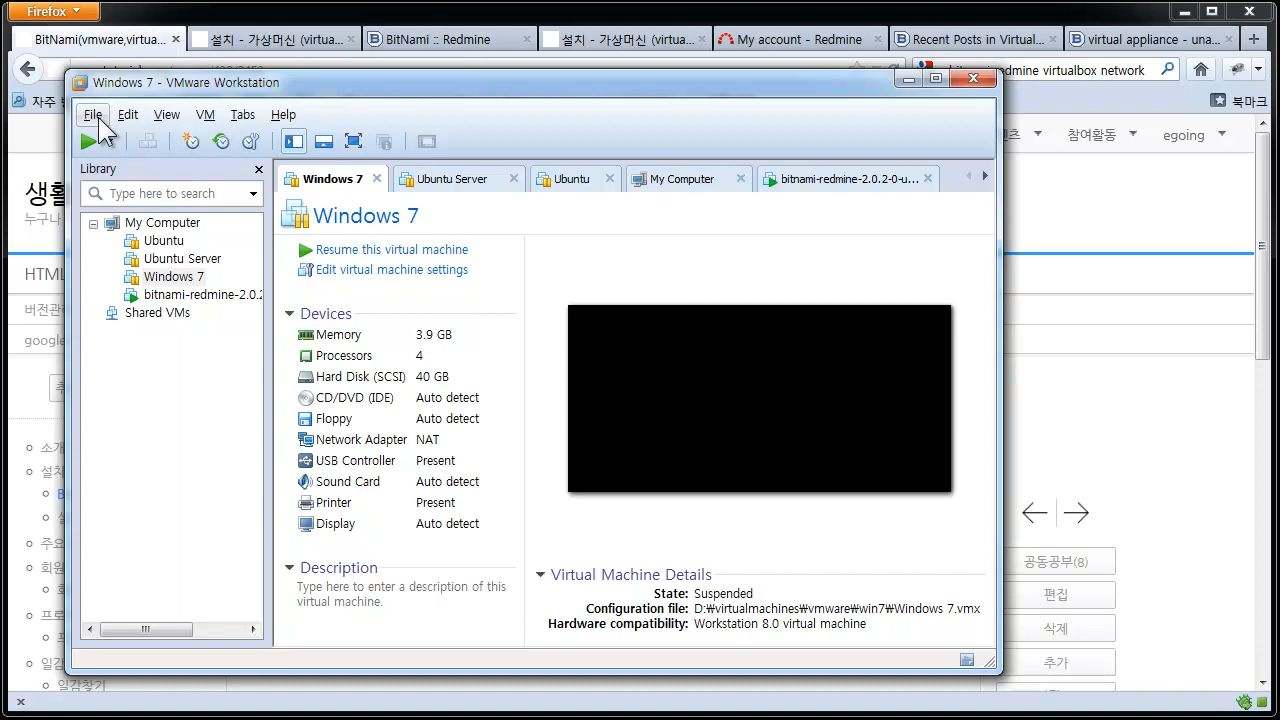 Firefox
BitNami(vmware,virtua...
설치 - 가상머신 (virtua...
BitNami :: Redmine
설치 - 가상머신 (virtua...
My account - Redmine
Recent Posts in Virtual...
virtual appliance - una...
redmine virtualbox network
자주
북마크
Windows 7 - VMware Workstation
File
Edit
View
VM
Tabs
Help
참여활동
egoing
Library
Type here to search
My Computer
Ubuntu
Ubuntu Server
Windows 7
bitnami-redmine-2.0.2
Shared VMs
Windows 7
Ubuntu Server
Ubuntu
My Computer
bitnami-redmine-2.0.2-0-u...
Windows 7
Resume this virtual machine
Edit virtual machine settings
Devices
Memory 3.9 GB
Processors 4
Hard Disk (SCSI) 40 GB
CD/DVD (IDE) Auto detect
Floppy Auto detect
Network Adapter NAT
USB Controller Present
Sound Card Auto detect
Printer Present
Display Auto detect
Description
Type here to enter a description of this
virtual machine.
Virtual Machine Details
State: Suspended
Configuration file: D:₩virtualmachines₩vmware₩win7₩Windows 7.vmx
Hardware compatibility: Workstation 8.0 virtual machine
생활
누구나
HTML
버전관리
google
소개
설치
주요
회원
프로
일감
일감찾기
공동공부(8)
편집
삭제
추가